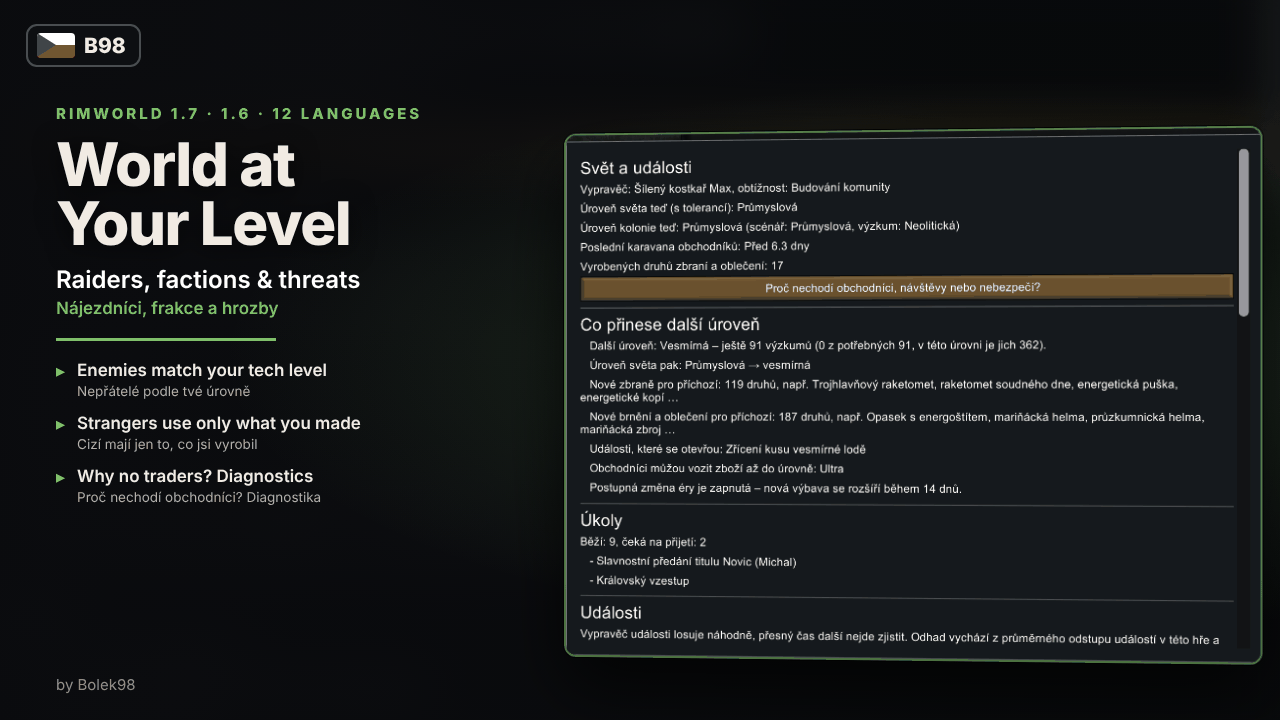 B98
RIMWORLD 1.7 · 1.6 · 12 LANGUAGES
World at
Your Level
Raiders, factions & threats
Nájezdníci, frakce a hrozby
Enemies match your tech level
Nepřátelé podle tvé úrovně
Strangers use only what you made
Cizí mají jen to, co jsi vyrobil
Why no traders? Diagnostics
Proč nechodí obchodníci? Diagnostika
by Bolek98
Svět a události
Vypravěč: Šílený kostkař Max, obtížnost: Budování komunity
Úroveň světa teď (s tolerancí): Průmyslová
Úroveň kolonie teď: Průmyslová (scénář: Průmyslová, výzkum: Neolitická)
Poslední karavana obchodníků: Před 6.3 dny
Vyrobených druhů zbraní a oblečení: 17
Proč nechodí obchodníci, návštěvy nebo nebezpečí?
Co přinese další úroveň
Další úroveň: Vesmírná – ještě 91 výzkumů (0 z potřebných 91, v této úrovni je jich 362).
Úroveň světa pak: Průmyslová → vesmírná
Nové zbraně pro příchozí: 119 druhů, např. Trojhlavňový raketomet, raketomet soudného dne, energetická puška,
energetické kopí …
Nové brnění a oblečení pro příchozí: 187 druhů, např. Opasek s energoštítem, mariňácká helma, průzkumnická helma,
mariňácká zbroj …
Události, které se otevřou: Zřícení kusu vesmírné lodě
Obchodníci můžou vozit zboží až do úrovně: Ultra
Postupná změna éry je zapnutá – nová výbava se rozšíří během 14 dnů.
Úkoly
Běží: 9, čeká na přijetí: 2
- Slavnostní předání titulu Novic (Michal)
- Královský vzestup
Události
Vypravěč události losuje náhodně, přesný čas další nejde zjistit. Odhad vychází z průměrného odstupu událostí v této hře a